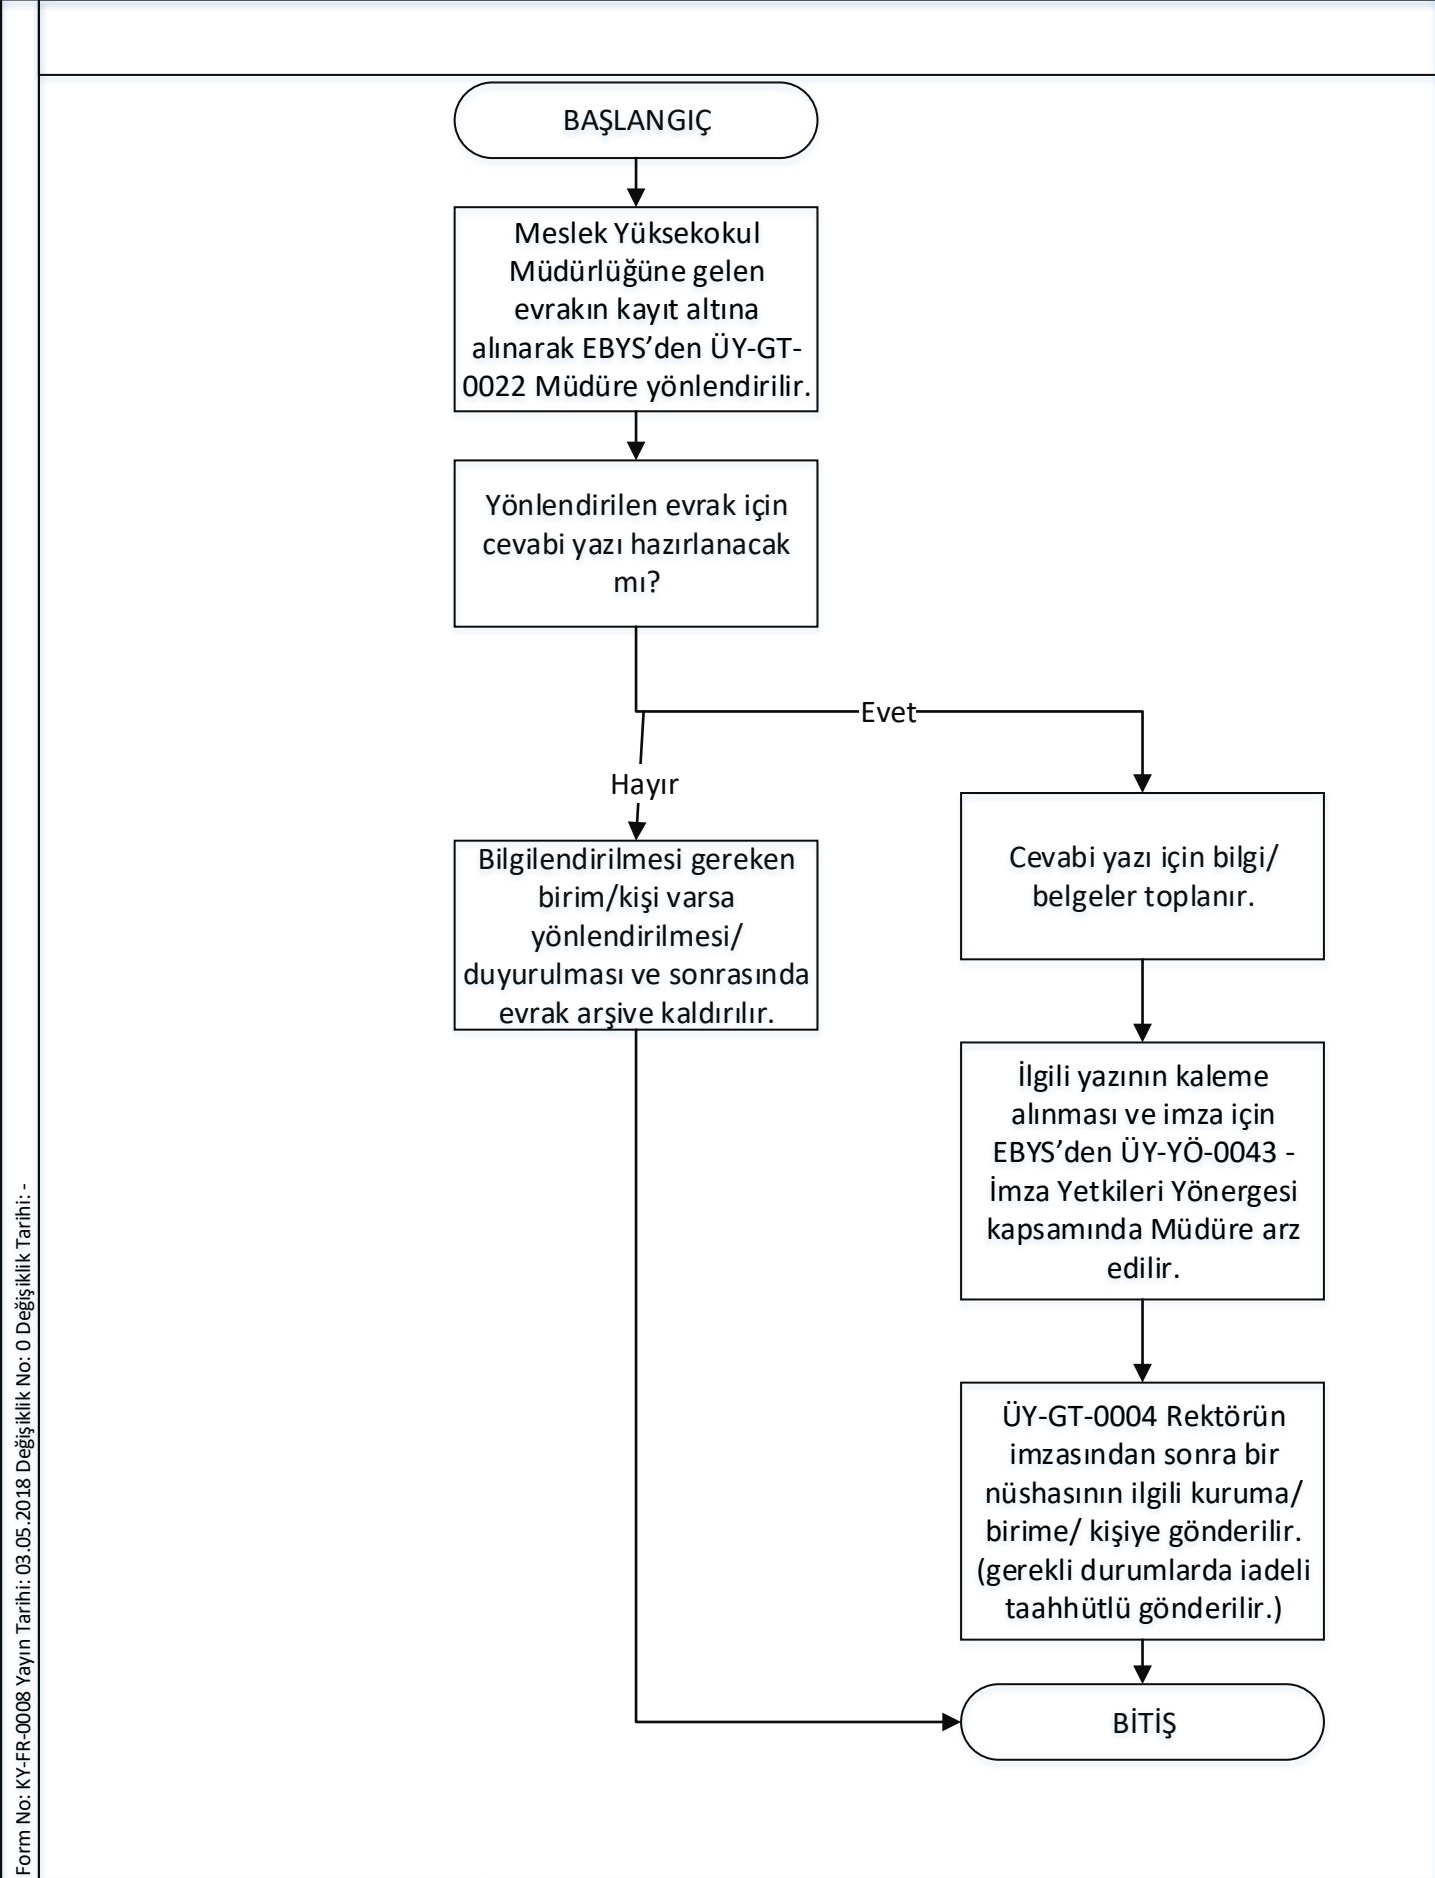 BAŞLANGIÇ
Meslek Yüksekokul
Müdürlüğüne gelen
evrakın kayıt altına
alınarak EBYS’den ÜY-GT-
0022 Müdüre yönlendirilir.
Yönlendirilen evrak için
cevabi yazı hazırlanacak
mı?
Evet
Hayır
Bilgilendirilmesi gereken
birim/kişi varsa
yönlendirilmesi/
duyurulması ve sonrasında
evrak arşive kaldırılır.
Cevabi yazı için bilgi/
belgeler toplanır.
İlgili yazının kaleme
alınması ve imza için
EBYS’den ÜY-YÖ-0043 -
İmza Yetkileri Yönergesi
kapsamında Müdüre arz
edilir.
ÜY-GT-0004 Rektörün
imzasından sonra bir
nüshasının ilgili kuruma/
birime/ kişiye gönderilir.
(gerekli durumlarda iadeli
taahhütlü gönderilir.)
BİTİŞ
Form No: KY-FR-0008 Yayın Tarihi: 03.05.2018 Değişiklik No: 0 Değişiklik Tarihi: -